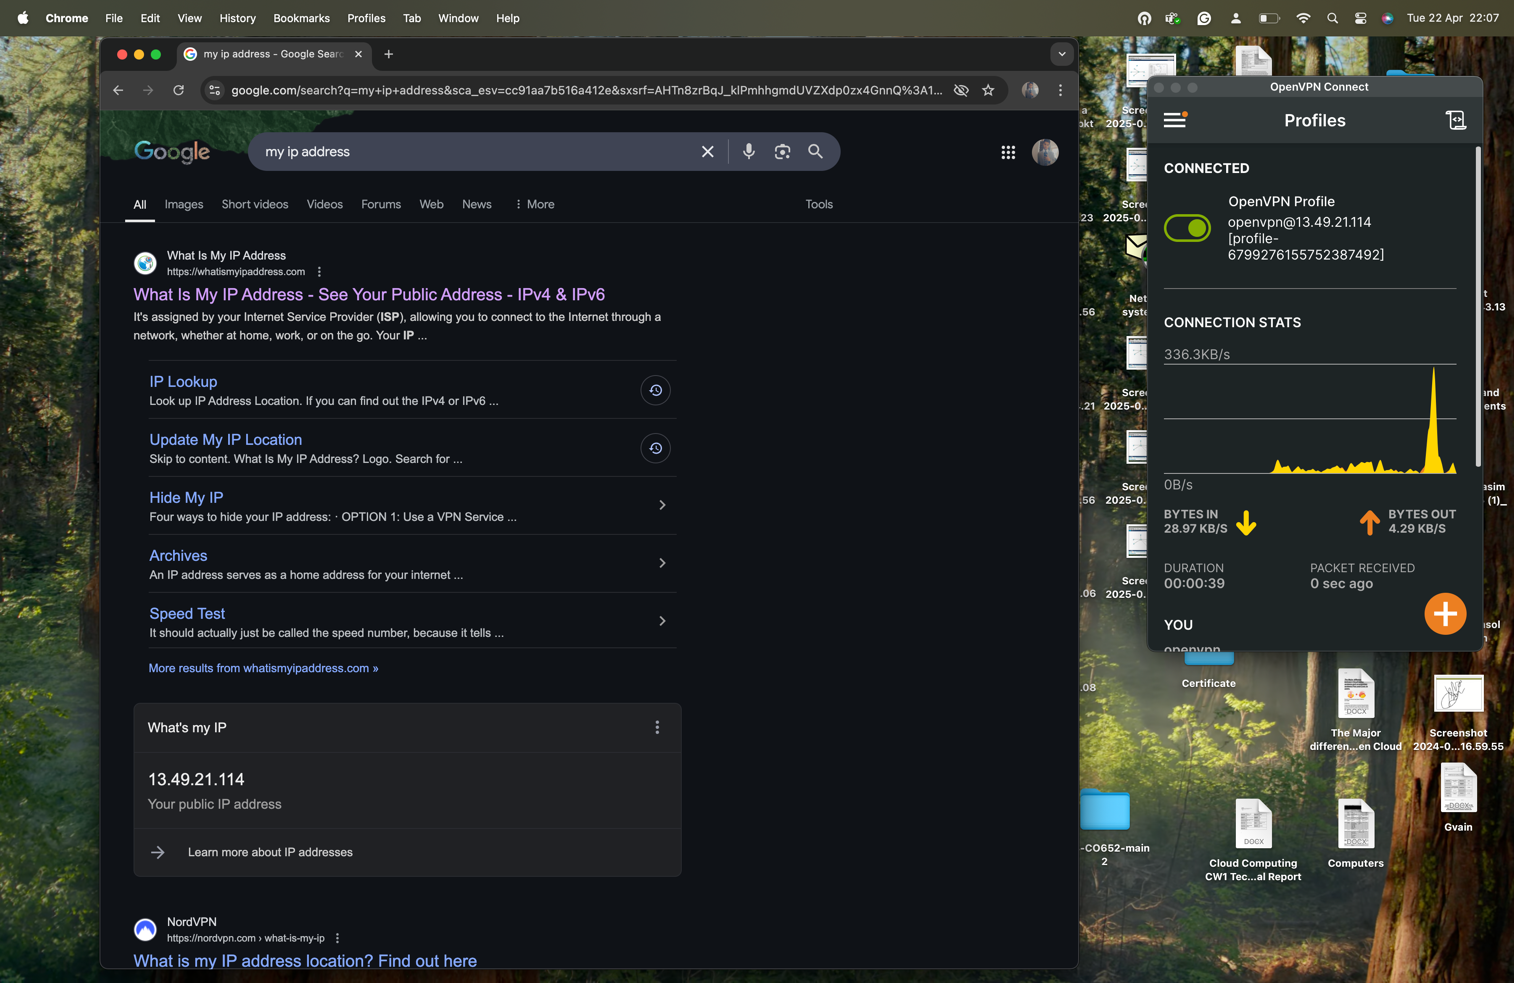 Chrome File Edit View History Bookmarks Profiles Tab Window Help
Tue 22 Apr 22:07
my ip address - Google Searc
google.com/search?q=my+ip+address&sca_esv=cc91aa7b516a412e&sxsrf=AHTn8zrBqJ_klPmhhgmdUVZXdp0zx4GnnQ%3A1...
Google
my ip address
All Images Short videos Videos Forums Web News More Tools
What Is My IP Address
https://whatismyipaddress.com
What Is My IP Address - See Your Public Address - IPv4 & IPv6
It's assigned by your Internet Service Provider (ISP), allowing you to connect to the Internet through a
network, whether at home, work, or on the go. Your IP ...
IP Lookup
Look up IP Address Location. If you can find out the IPv4 or IPv6 ...
Update My IP Location
Skip to content. What Is My IP Address? Logo. Search for ...
Hide My IP
Four ways to hide your IP address: · OPTION 1: Use a VPN Service ...
Archives
An IP address serves as a home address for your internet ...
Speed Test
It should actually just be called the speed number, because it tells ...
More results from whatismyipaddress.com »
What's my IP
13.49.21.114
Your public IP address
Learn more about IP addresses
NordVPN
https://nordvpn.com › what-is-my-ip
What is my IP address location? Find out here
OpenVPN Connect
Profiles
CONNECTED
OpenVPN Profile
openvpn@13.49.21.114
[profile-
6799276155752387492]
CONNECTION STATS
336.3KB/s
0B/s
BYTES IN
28.97 KB/S
BYTES OUT
4.29 KB/S
DURATION
00:00:39
PACKET RECEIVED
0 sec ago
YOU
openvpn
Certificate
DOCX
The Major
differen...en Cloud
Screenshot
2024-0...16.59.55
DOCX
Gvain
-CO652-main
2
DOCX
Cloud Computing
CW1 Tec...al Report
DOCX
Computers